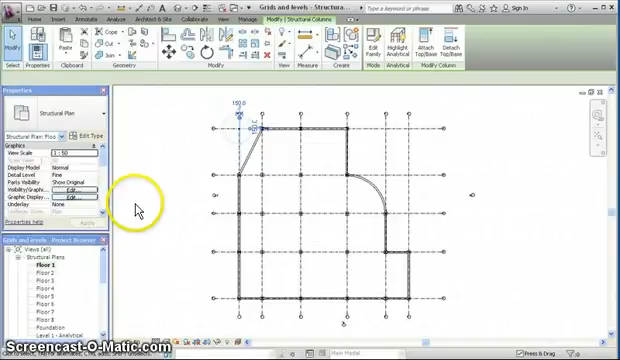 Grids and levels - Structura...
Type a keyword or phrase
Sign In
Home
Insert
Annotate
Analyze
Architect & Site
Collaborate
View
Manage
Add-Ins
Modify | Structural Columns
Modify
Properties
Paste
Cope
Cut
Join
Edit Family
Highlight Analytical
Attach Top/Base
Detach Top/Base
Select
Properties
Clipboard
Geometry
Modify
View
Measure
Create
Mode
Analytical
Modify Column
Properties
Structural Plan
Structural Plan: Floo
Edit Type
Graphics
View Scale 1 : 50
Display Model Normal
Detail Level Fine
Parts Visibility Show Original
Visibility/Graphi... Edit...
Graphic Display... Edit...
Underlay None
Properties help
Apply
150.0
Grids and levels - Project Browser
Views (all)
Structural Plans
Floor 1
Floor 2
Floor 3
Floor 4
Floor 5
Floor 6
Floor 7
Floor 8
Foundation
Level 1 - Analytical
Main Model
Press & Drag
Screencast-O-Matic.com